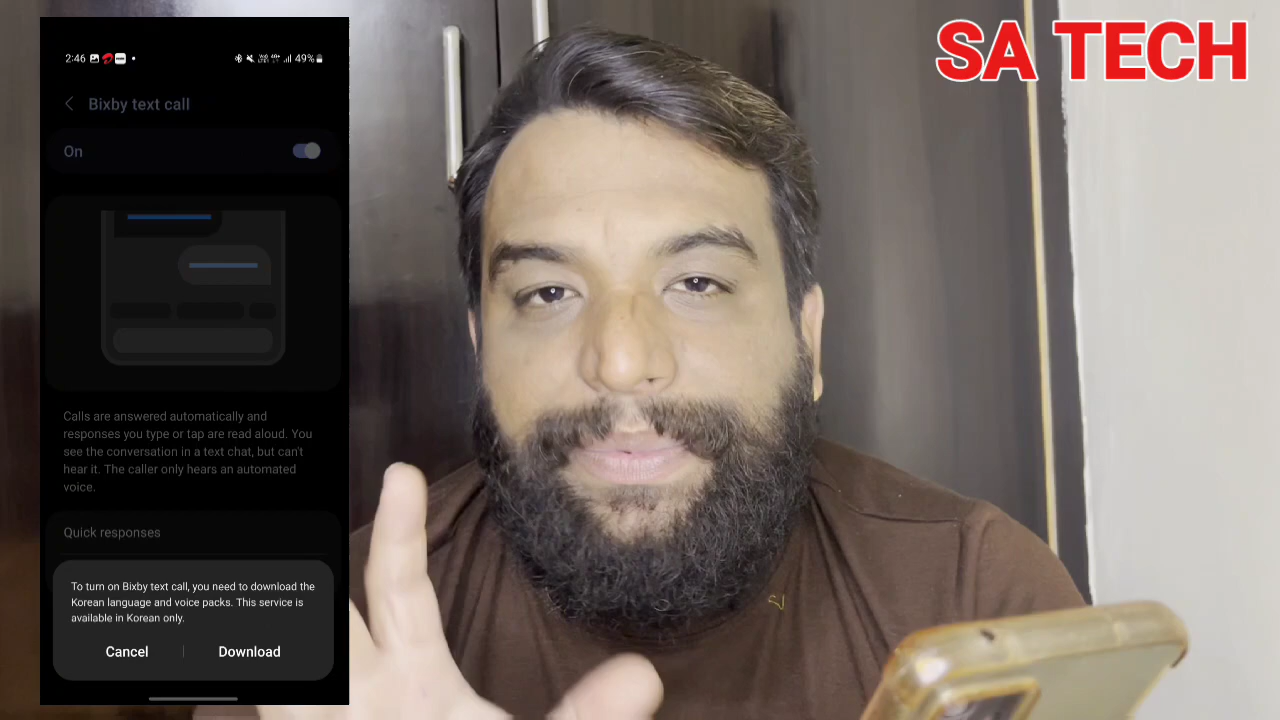 SA TECH
2:46
49%
Bixby text call
On
Calls are answered automatically and
responses you type or tap are read aloud. You
see the conversation in a text chat, but can't
hear it. The caller only hears an automated
voice.
Quick responses
To turn on Bixby text call, you need to download the
Korean language and voice packs. This service is
available in Korean only.
Cancel
Download